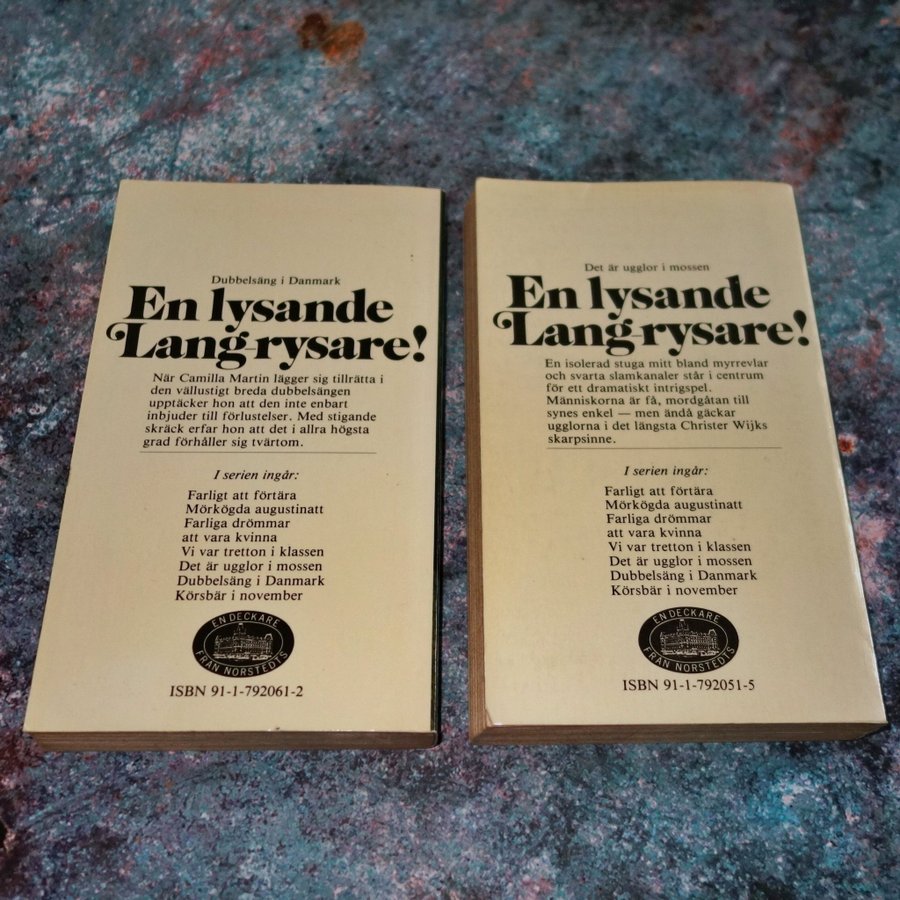 Dubbelsäng i Danmark
En lysande
Lang-rysare!
När Camilla Martin lägger sig tillrätta i
den vällustigt breda dubbelsängen
upptäcker hon att den inte enbart
inbjuder till förlustelser. Med stigande
skräck erfar hon att det i allra högsta
grad förhåller sig tvärtom.
I serien ingår:
Farligt att förtära
Mörkögda augustinatt
Farliga drömmar
att vara kvinna
Vi var tretton i klassen
Det är ugglor i mossen
Dubbelsäng i Danmark
Körsbär i november
EN DECKARE
FRÅN NORSTEDTS
ISBN 91-1-792061-2
Det är ugglor i mossen
En lysande
Lang-rysare!
En isolerad stuga mitt bland myrrevlar
och svarta slamkanaler står i centrum
för ett dramatiskt intrigspel.
Människorna är få, mordgåtan till
synes enkel — men ändå gäckar
ugglorna i det längsta Christer Wijks
skarpsinne.
I serien ingår:
Farligt att förtära
Mörkögda augustinatt
Farliga drömmar
att vara kvinna
Vi var tretton i klassen
Det är ugglor i mossen
Dubbelsäng i Danmark
Körsbär i november
EN DECKARE
FRÅN NORSTEDTS
ISBN 91-1-792051-5